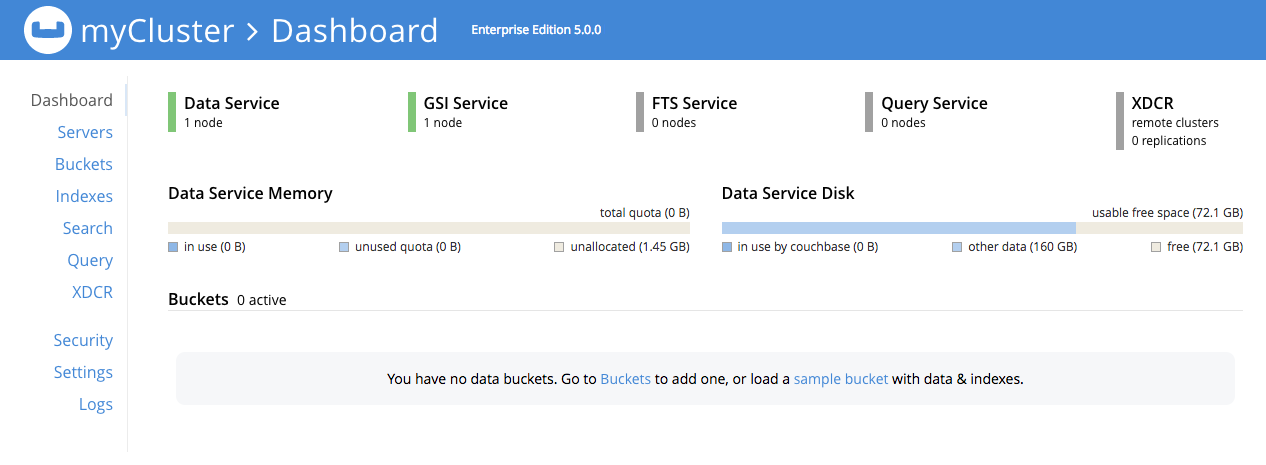 myCluster > Dashboard Enterprise Edition 5.0.0
Dashboard
Servers
Buckets
Indexes
Search
Query
XDCR
Security
Settings
Logs
Data Service
1 node
GSI Service
1 node
FTS Service
0 nodes
Query Service
0 nodes
XDCR
remote clusters
0 replications
Data Service Memory
total quota (0 B)
in use (0 B) unused quota (0 B) unallocated (1.45 GB)
Data Service Disk
usable free space (72.1 GB)
in use by couchbase (0 B) other data (160 GB) free (72.1 GB)
Buckets 0 active
You have no data buckets. Go to Buckets to add one, or load a sample bucket with data & indexes.